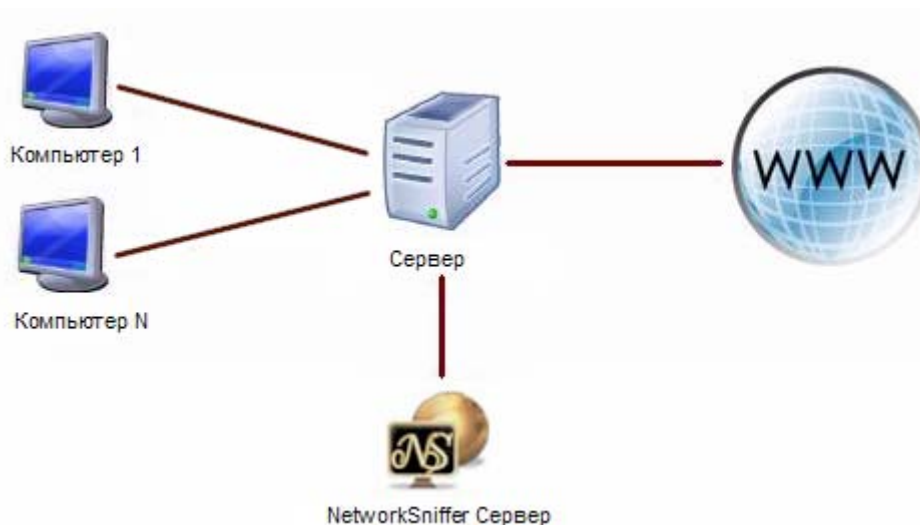 Компьютер 1
WWW
Сервер
Компьютер N
NS
NetworkSniffer Сервер